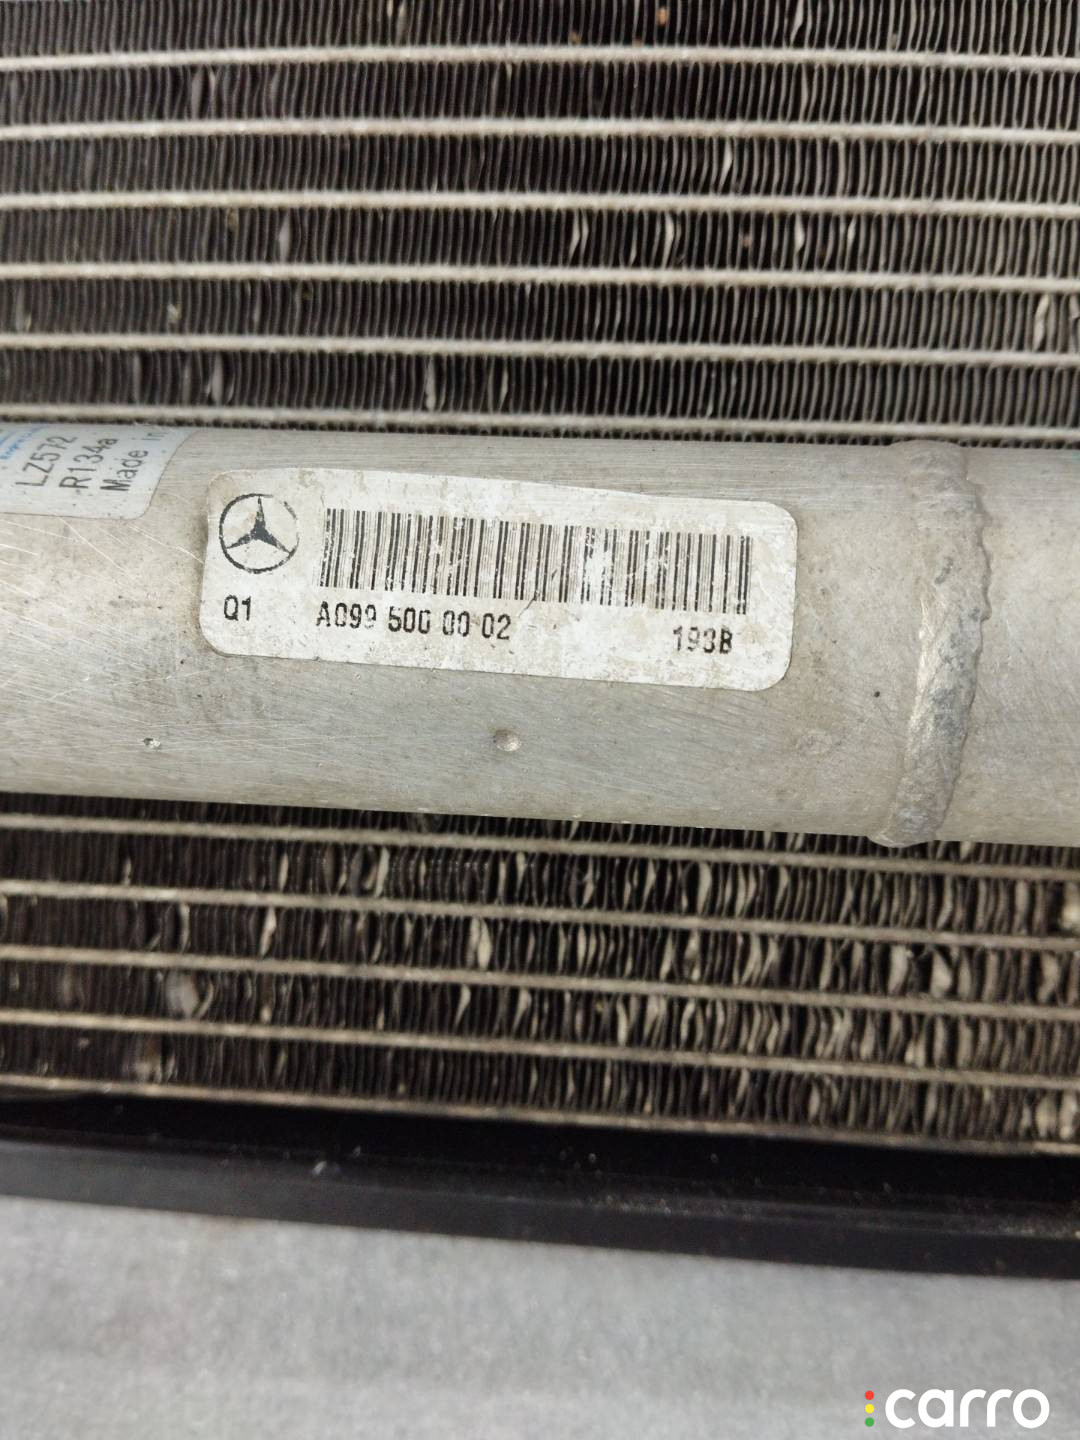 LZ572
R134a
Made in
Q1 A099 500 00 02 193B
carro